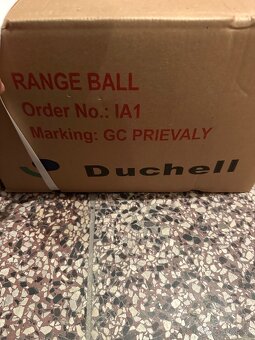 RANGE BALL
Order No.: IA1
Marking: GC PRIEVALY
Duchell